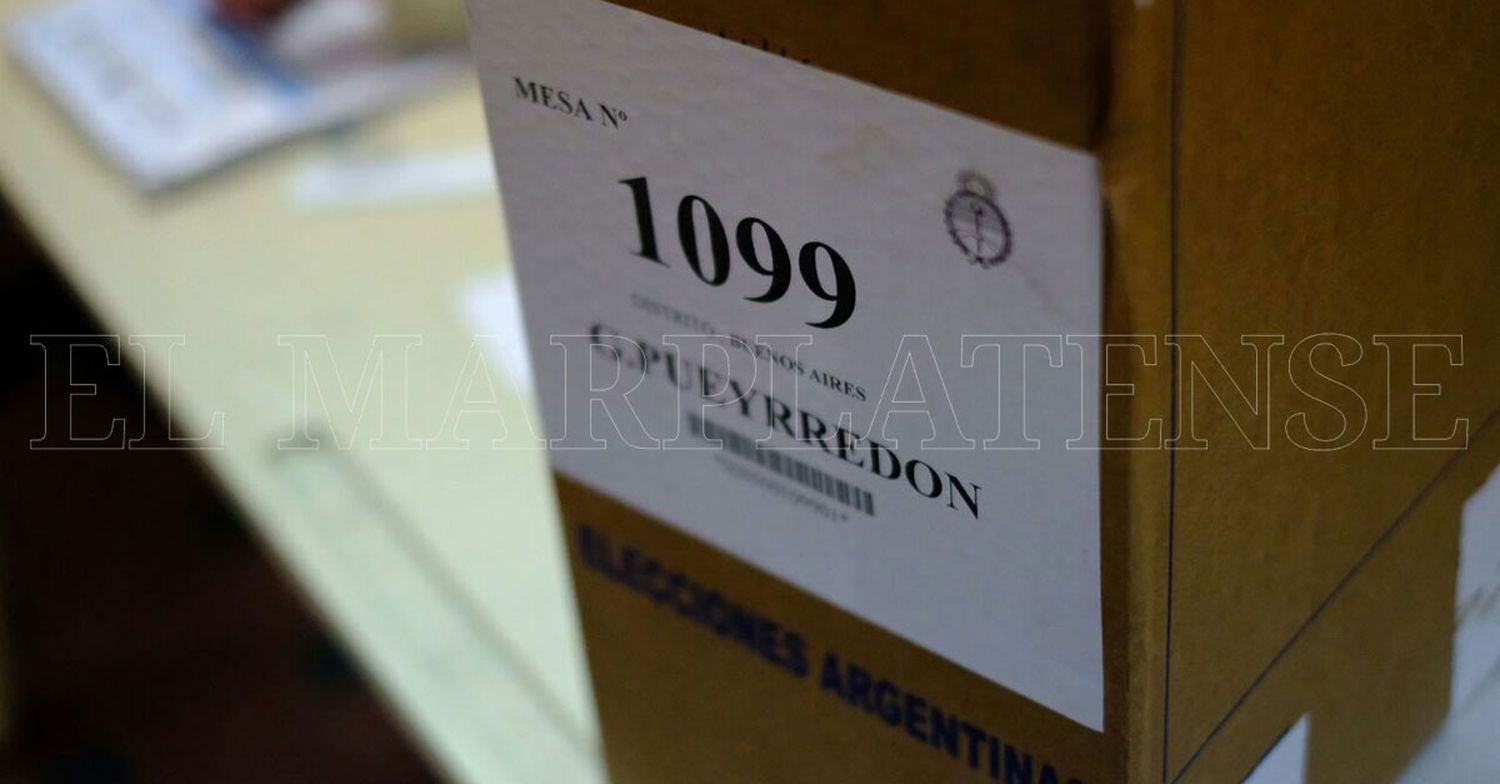 MESA Nº
1099
DISTRITO - BUENOS AIRES
G.PUEYRREDON
ELECCIONES ARGENTINAS
EL MARPLATENSE